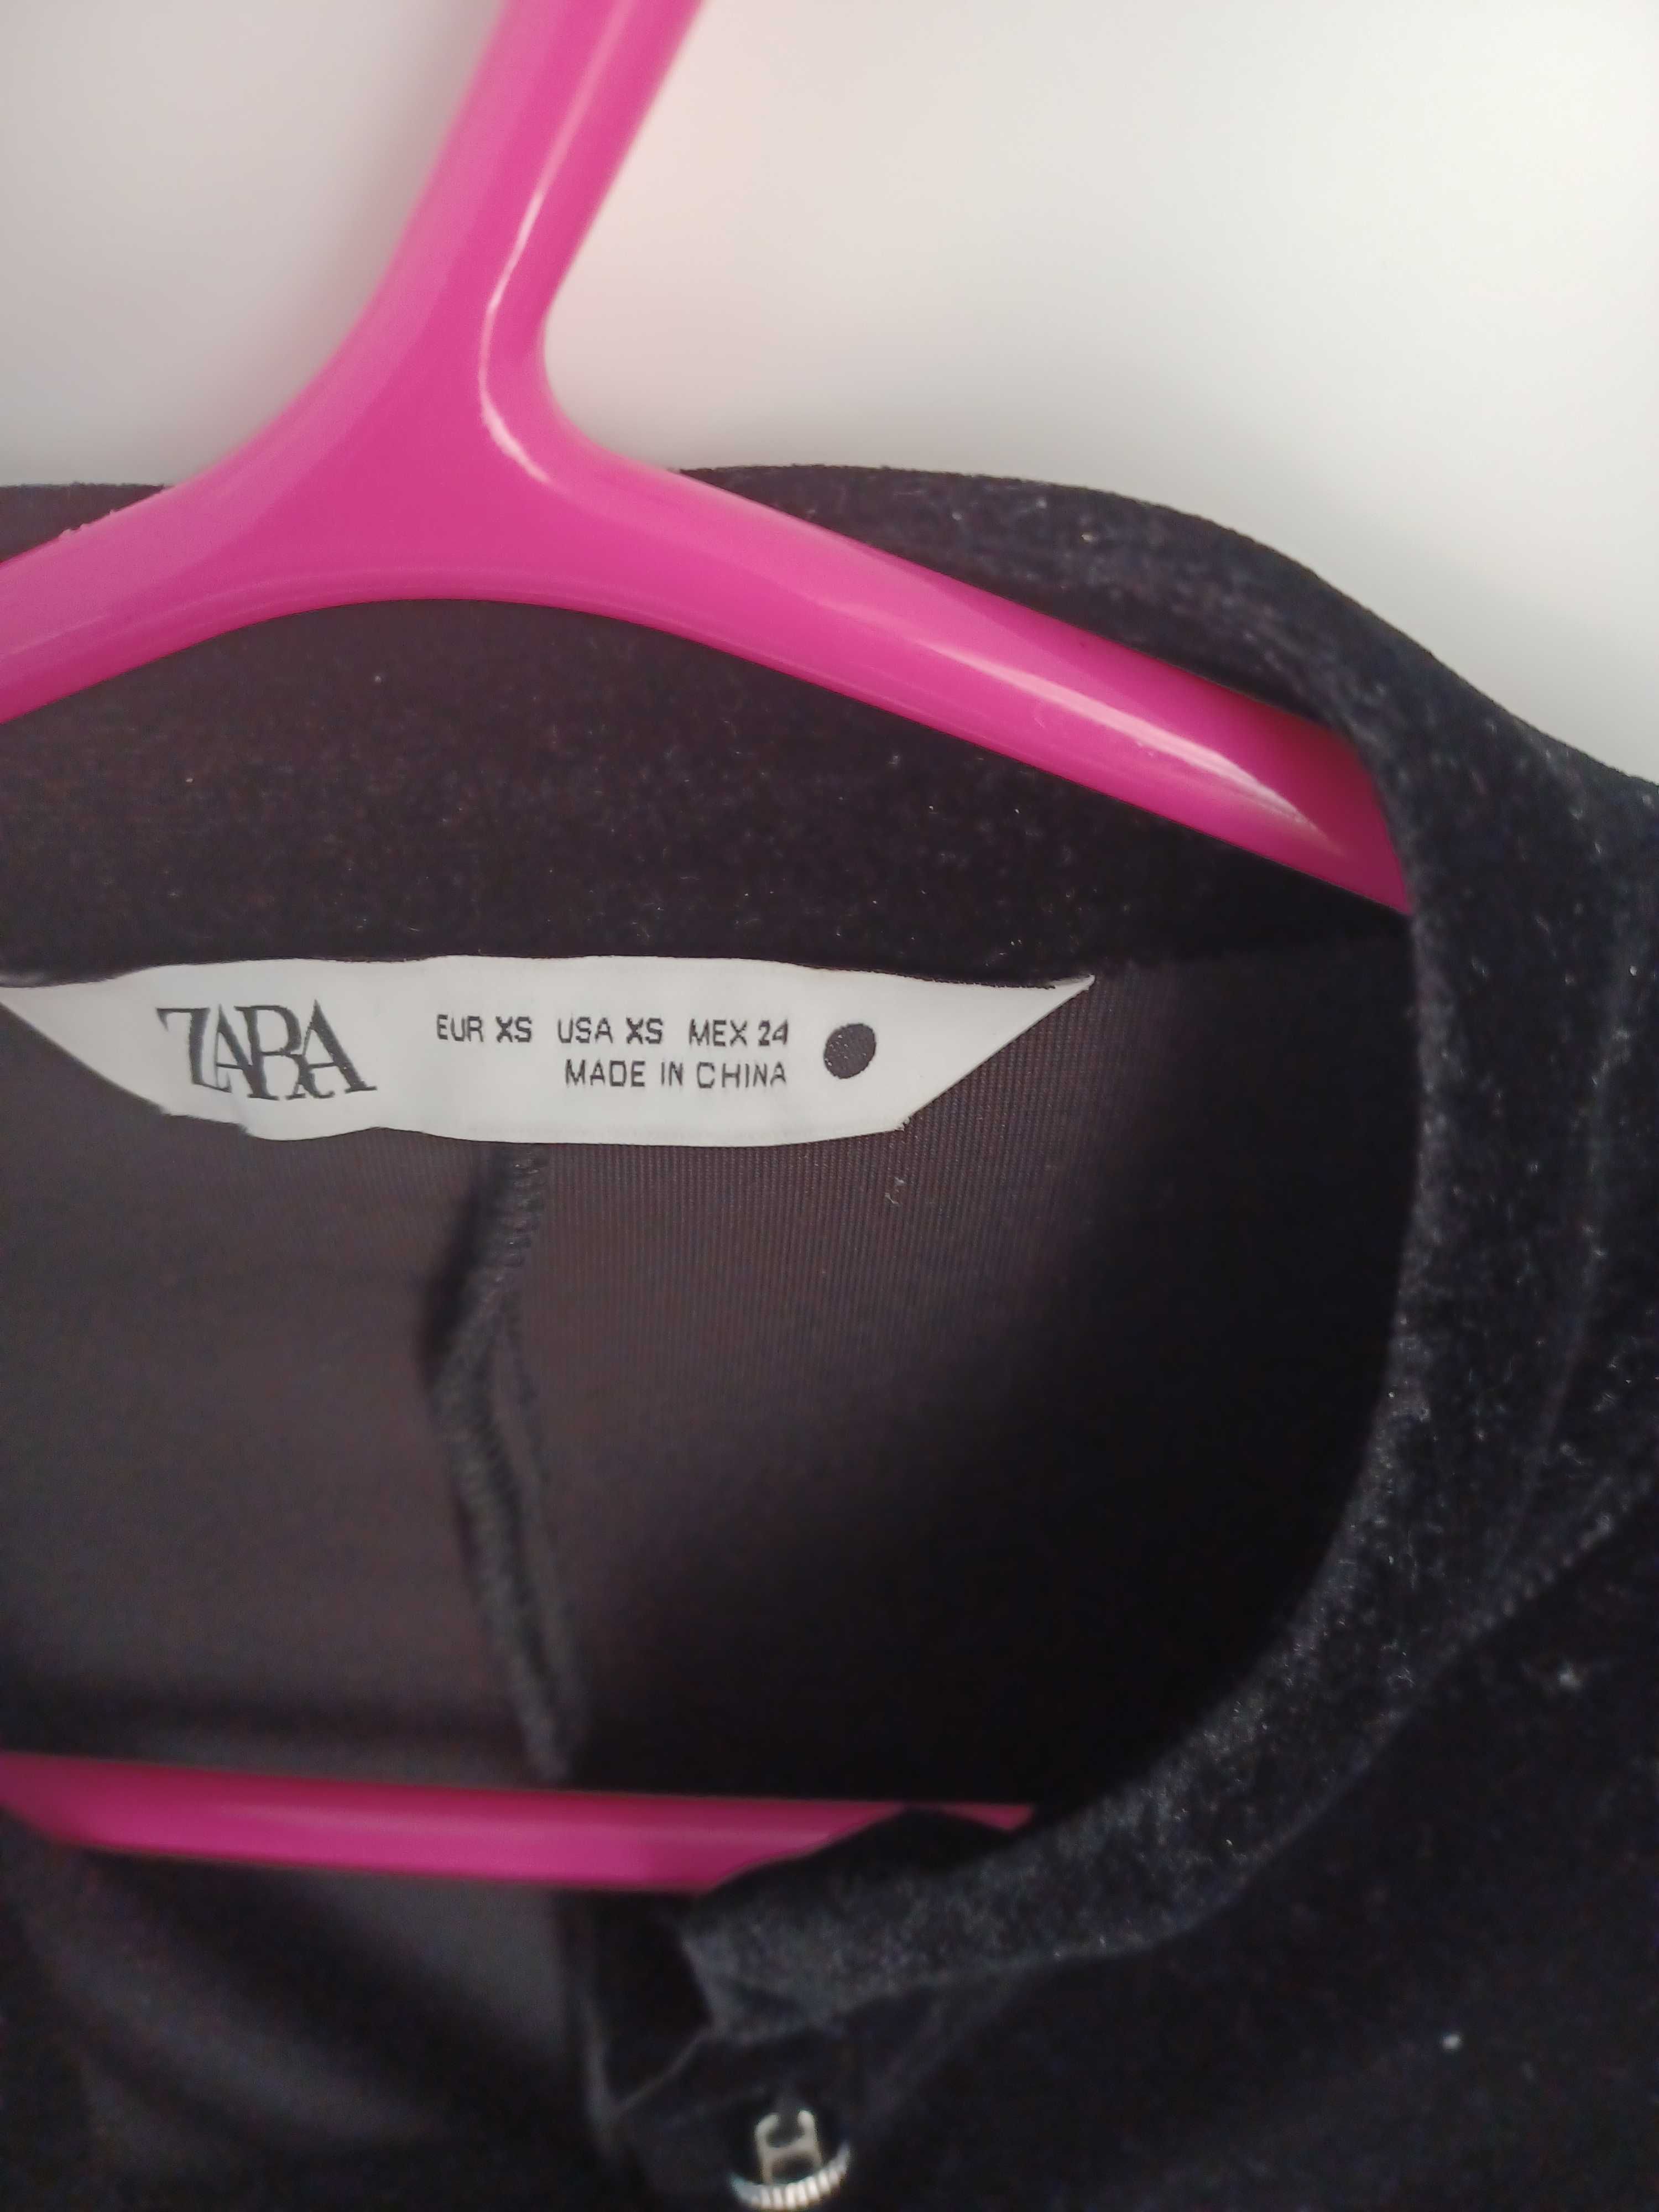 ZARA
EUR XS USA XS MEX 24
MADE IN CHINA